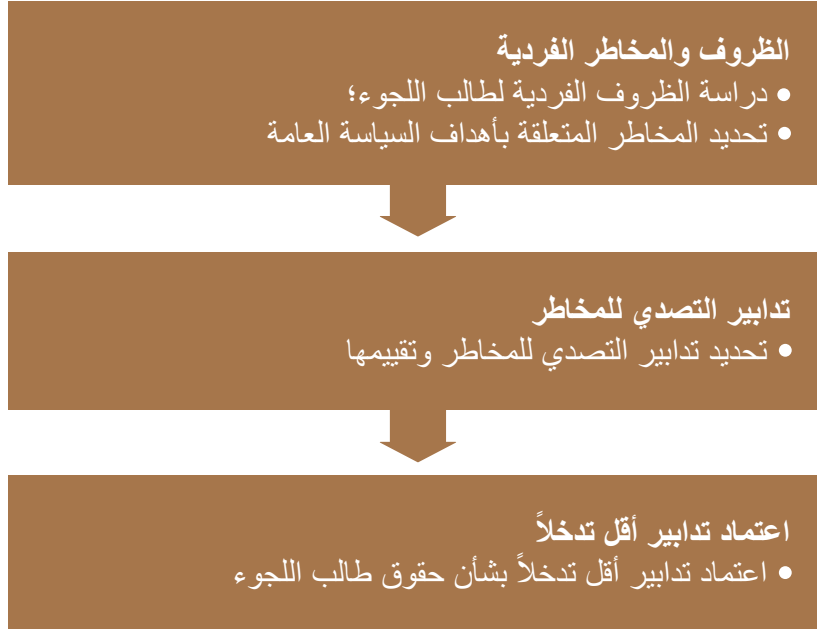 الظروف والمخاطر الفردية
• دراسة الظروف الفردية لطالب اللجوء؛
• تحديد المخاطر المتعلقة بأهداف السياسة العامة
تدابير التصدي للمخاطر
• تحديد تدابير التصدي للمخاطر وتقييمها
اعتماد تدابير أقل تدخلاً
• اعتماد تدابير أقل تدخلاً بشأن حقوق طالب اللجوء